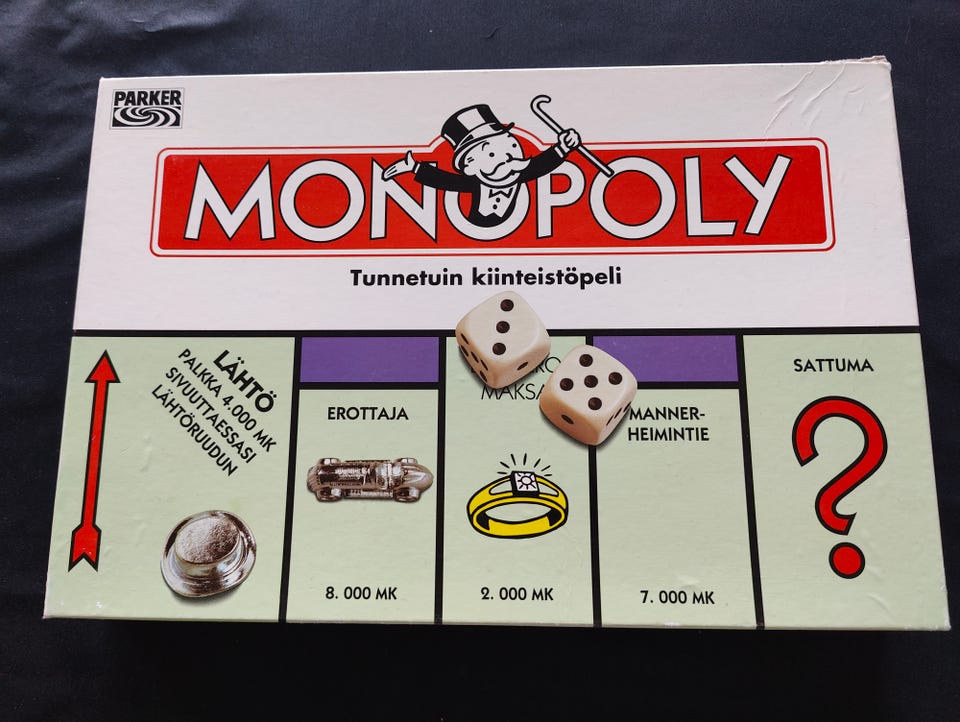 PARKER
MONOPOLY
Tunnetuin kiinteistöpeli
LÄHTÖ
PALKKA 4.000 MK
SIVUUTTAESSASI
LÄHTÖRUUDUN
EROTTAJA
8. 000 MK
2. 000 MK
MANNER-
HEIMINTIE
7. 000 MK
SATTUMA